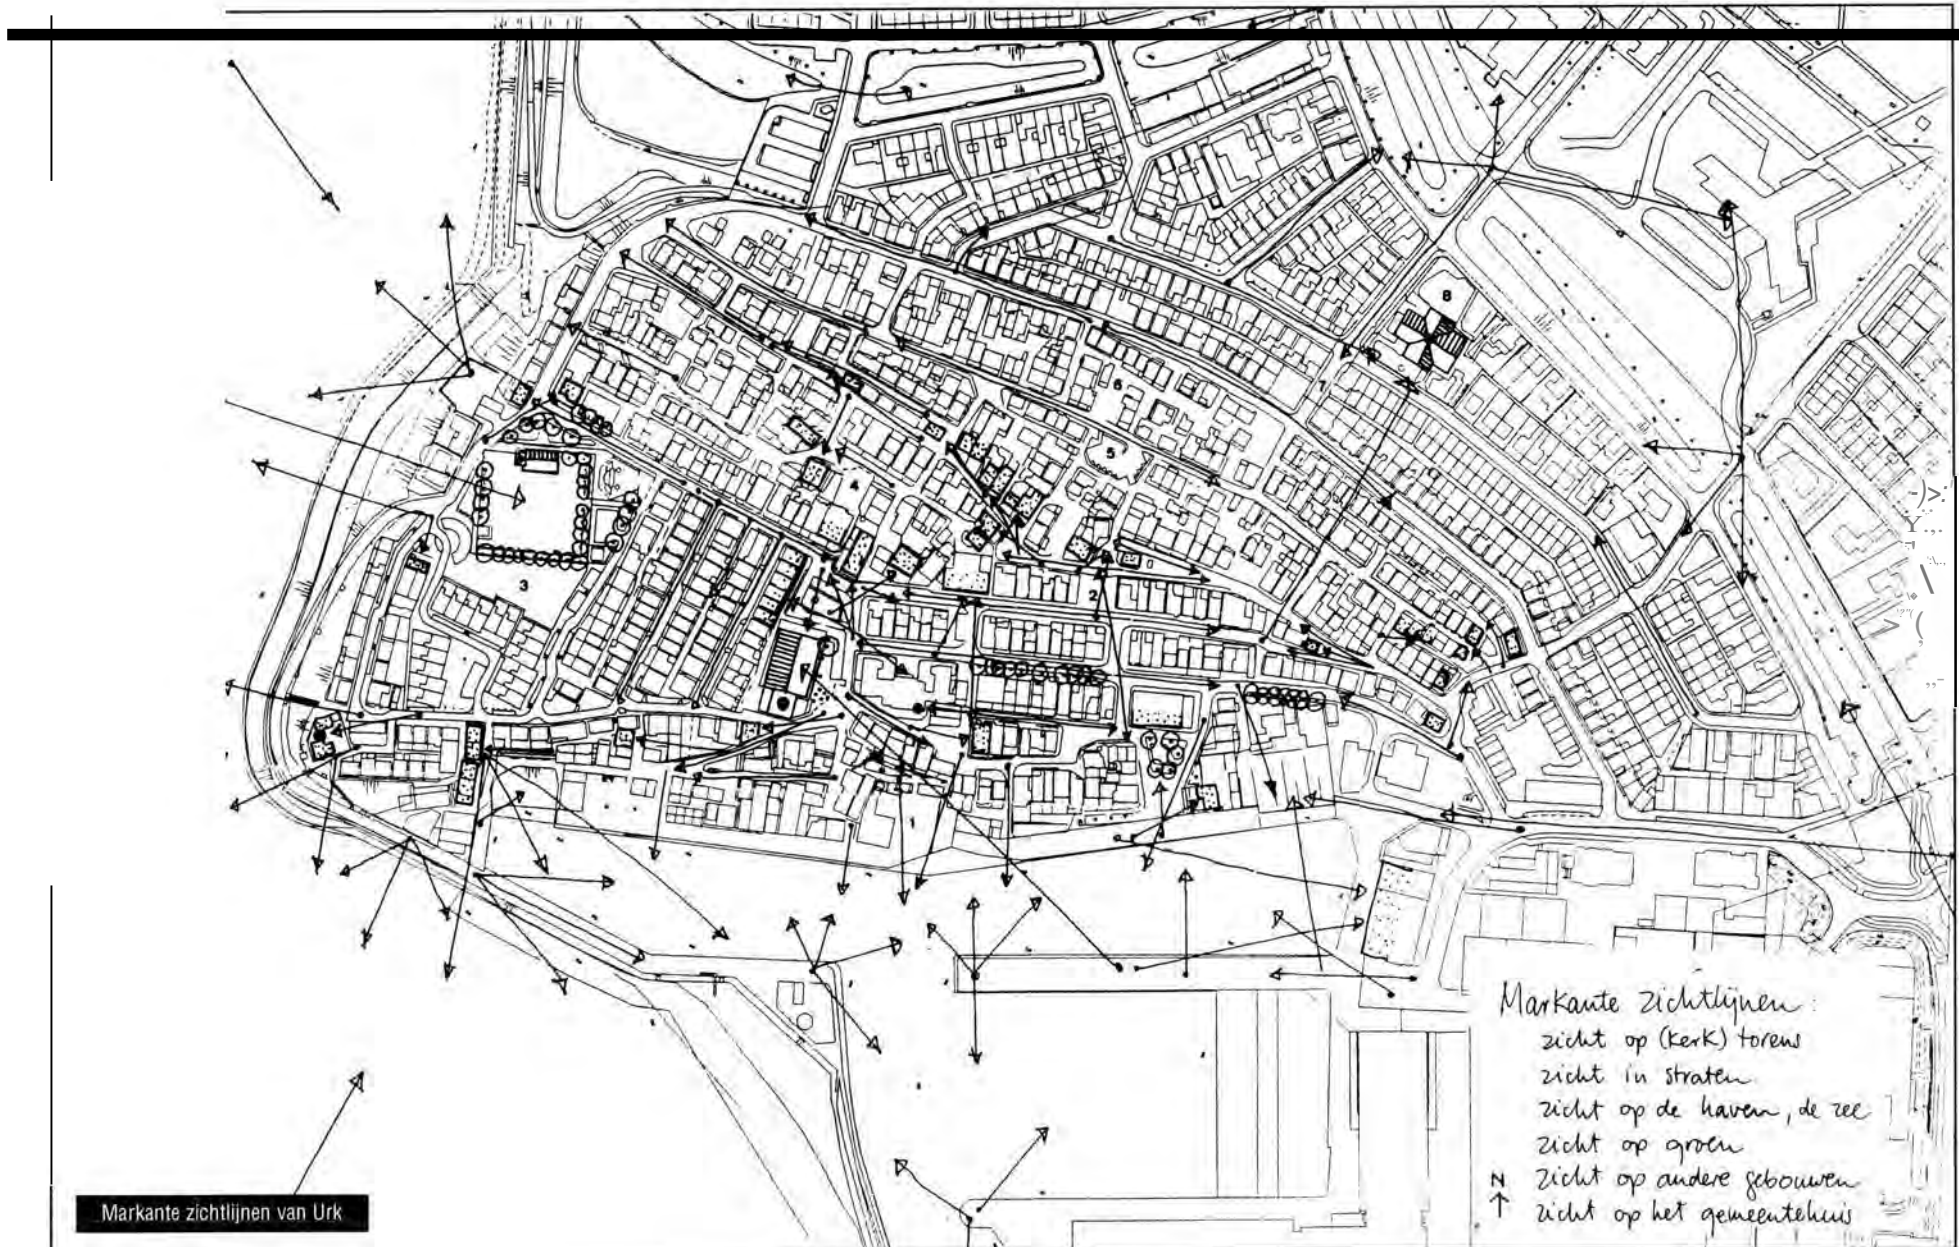 8
6
7
5
4
2
3
1
Markante zichtlijnen:
zicht op (kerk) torens
zicht in straten
zicht op de haven, de zee
zicht op groen
N zicht op andere gebouwen
zicht op het gemeentehuis
Markante zichtlijnen van Urk